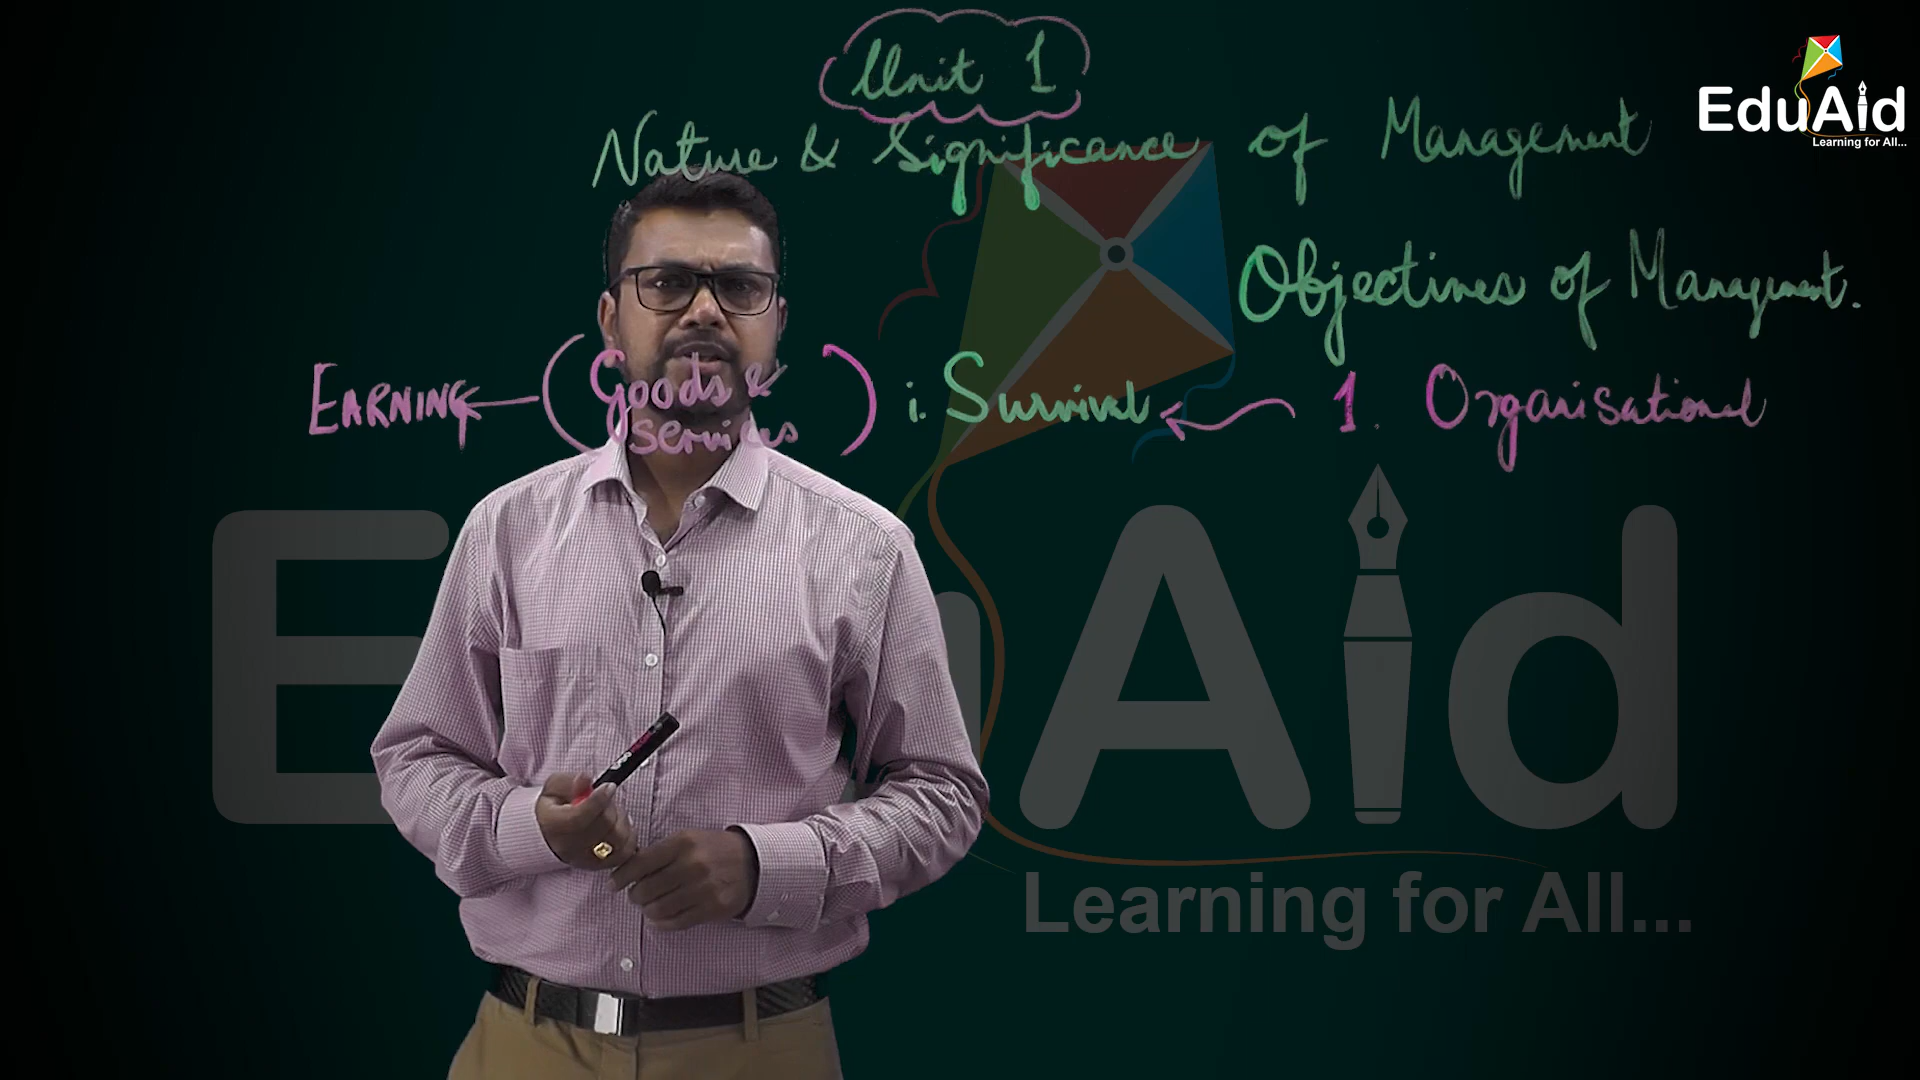 Unit 1
Nature & Significance of Management
EduAid
Learning for All...
Objectives of Management.
EARNING (Goods & services) i. Survival 1. Organisational
EduAid
Learning for All...